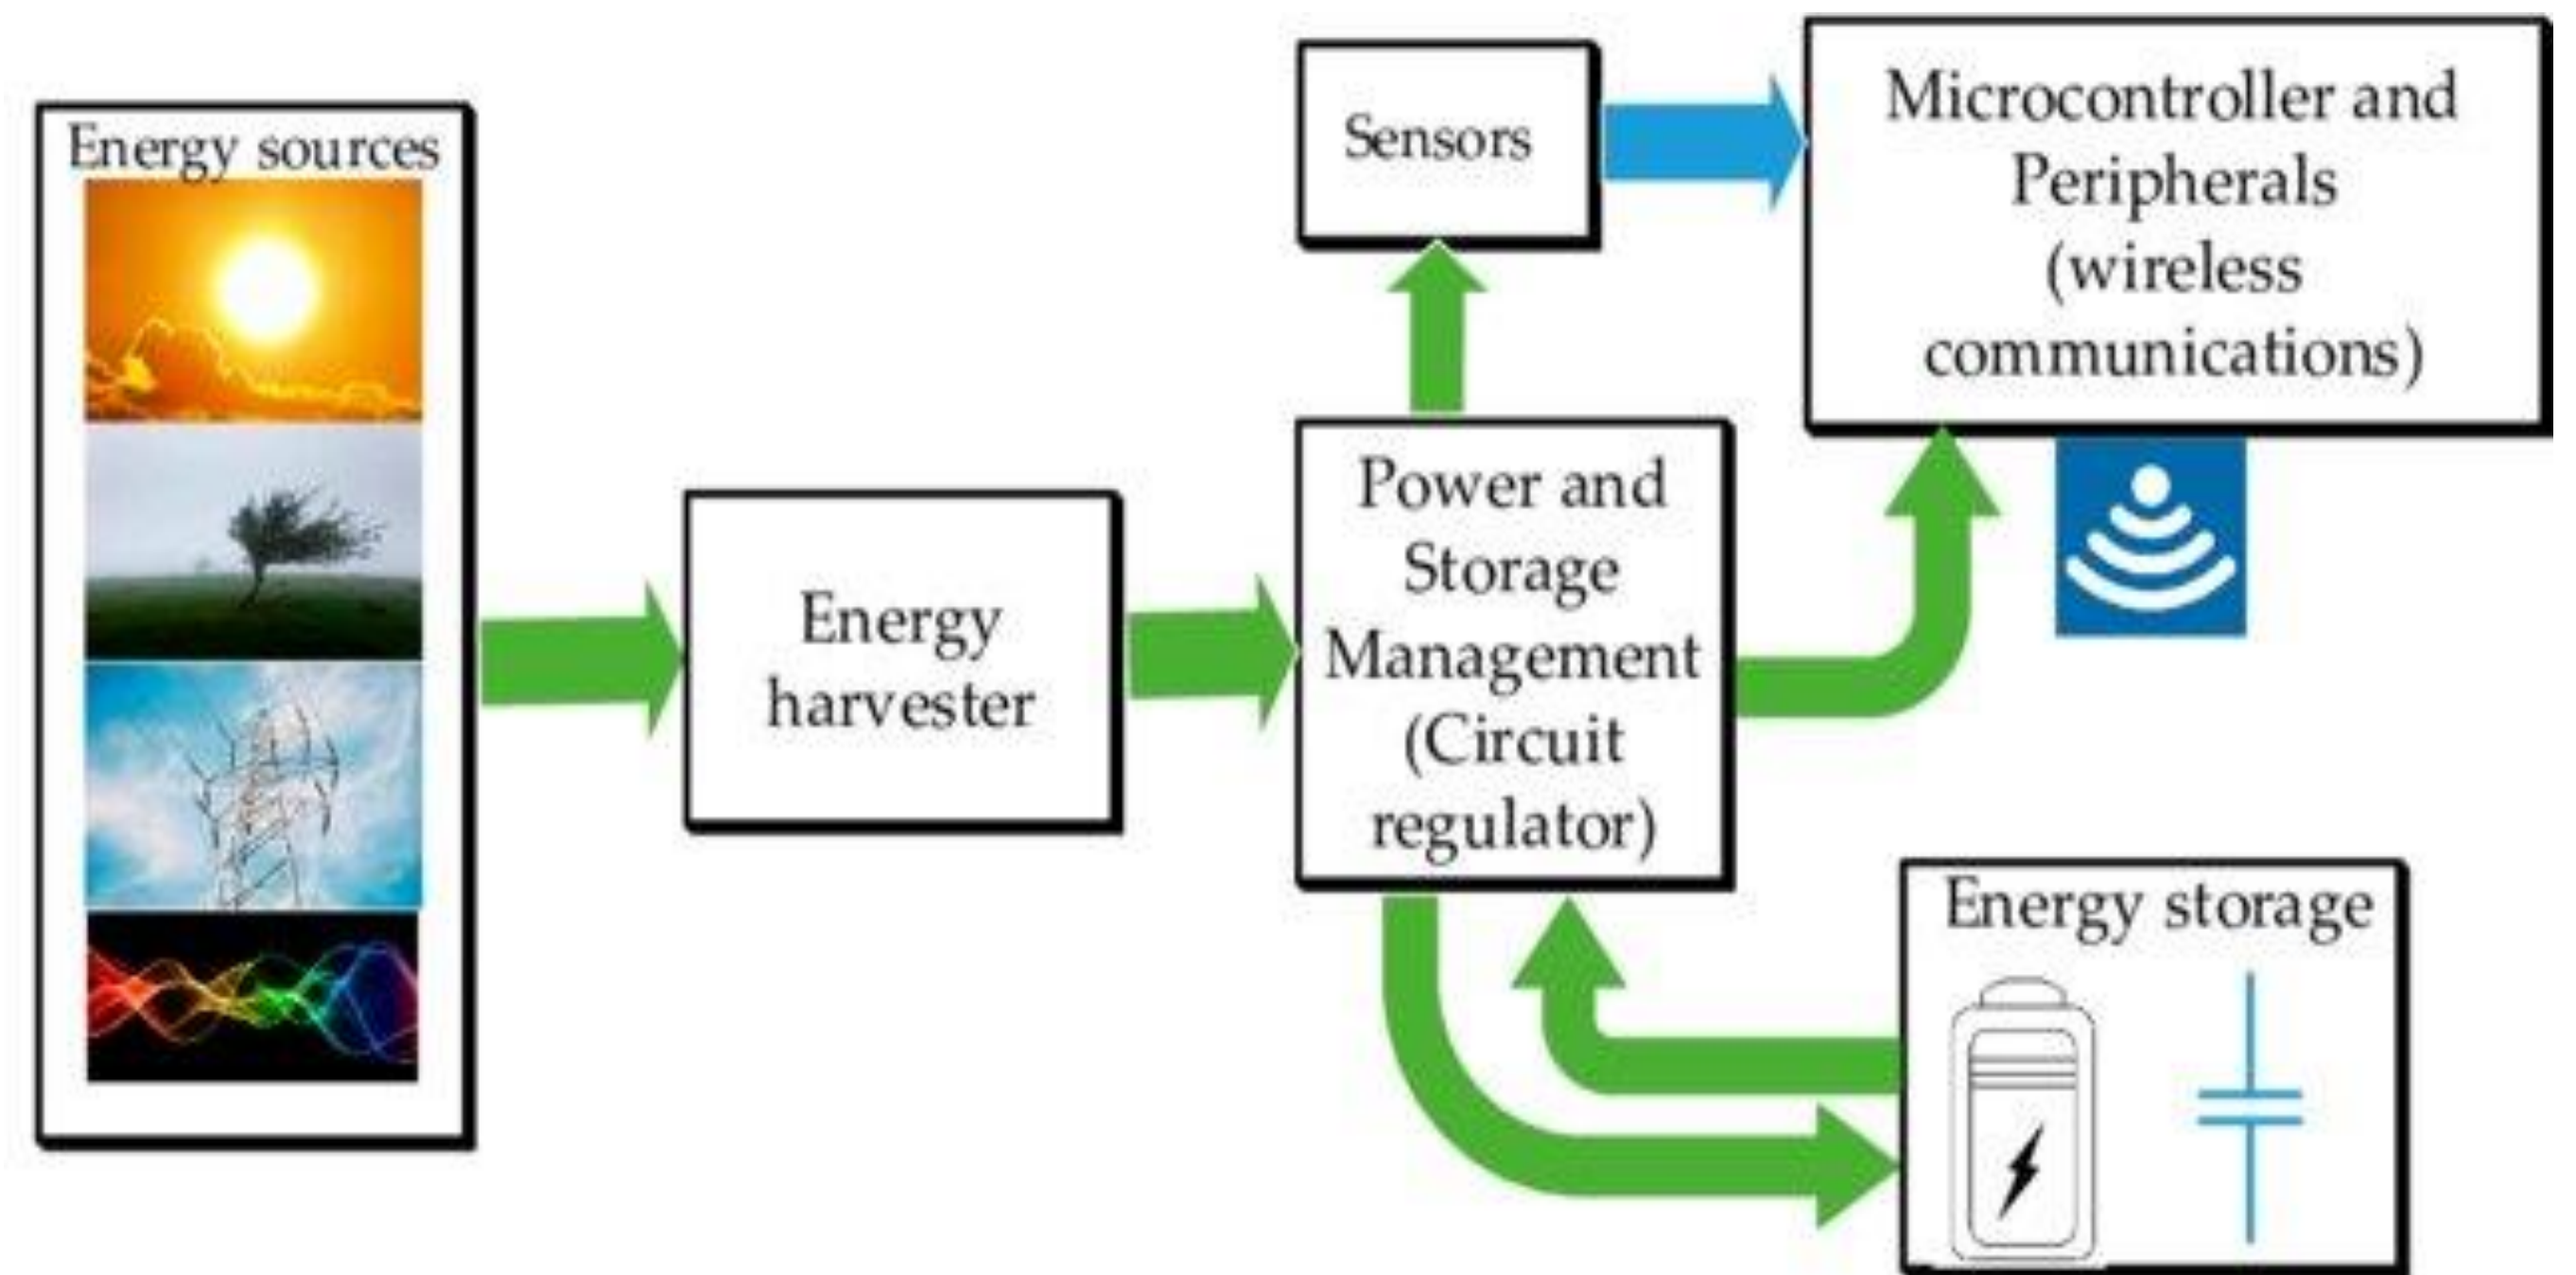 Energy sources
Energy
harvester
Sensors
Power and
Storage
Management
(Circuit
regulator)
Microcontroller and
Peripherals
(wireless
communications)
Energy storage